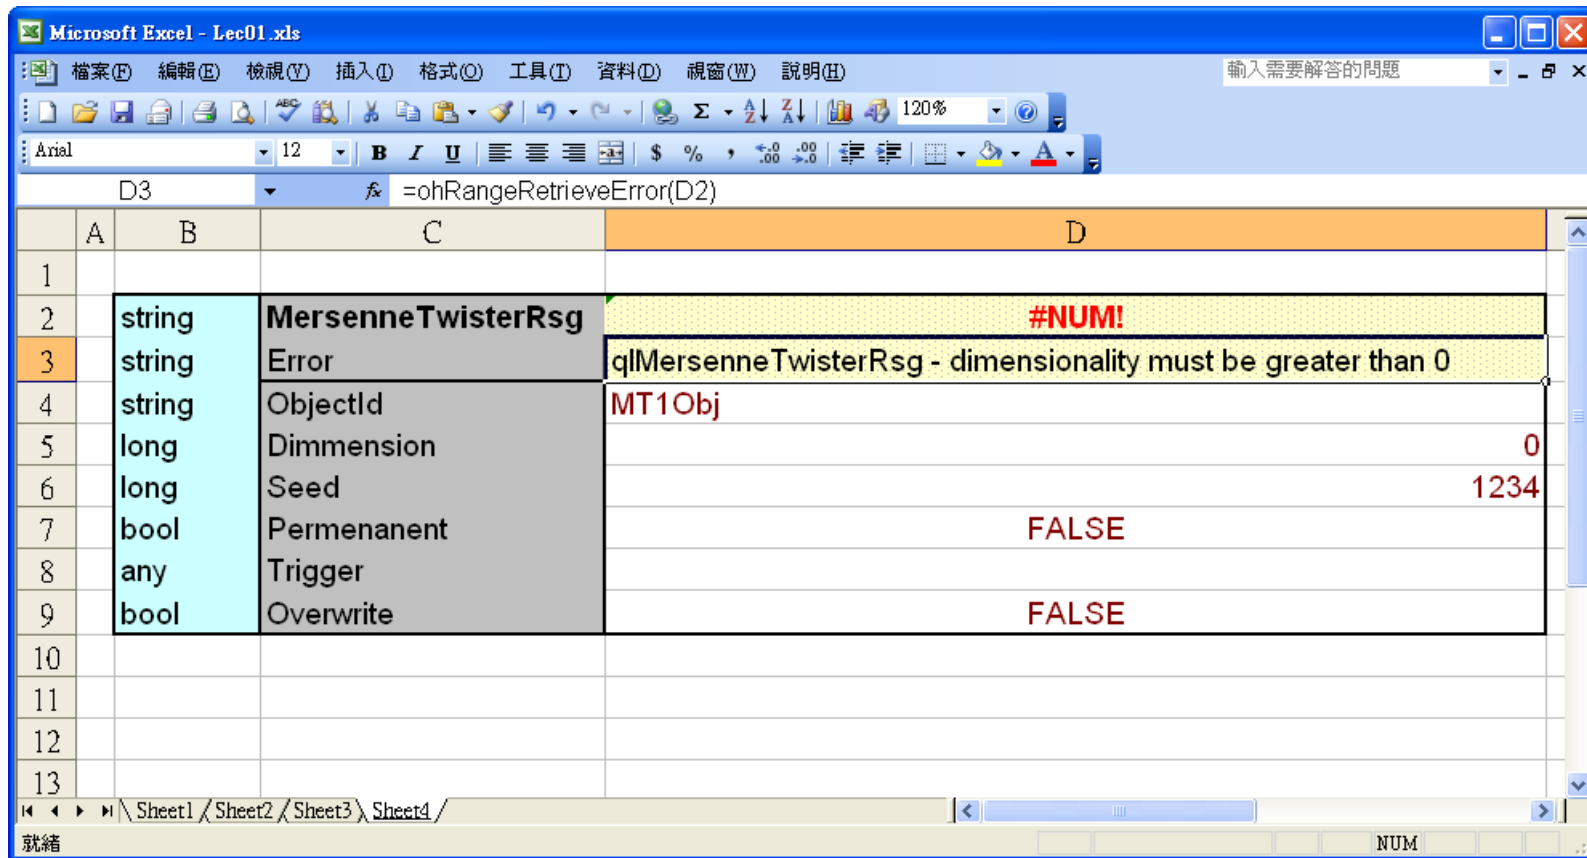 Microsoft Excel - Lec01.xls
檔案(F) 編輯(E) 檢視(V) 插入(I) 格式(O) 工具(T) 資料(D) 視窗(W) 說明(H) 輸入需要解答的問題
120%
Arial 12 B I U $ % ,
D3 fx =ohRangeRetrieveError(D2)
A B C D
1
2 string MersenneTwisterRsg #NUM!
3 string Error qlMersenneTwisterRsg - dimensionality must be greater than 0
4 string ObjectId MT1Obj
5 long Dimmension 0
6 long Seed 1234
7 bool Permenanent FALSE
8 any Trigger
9 bool Overwrite FALSE
10
11
12
13
Sheet1 Sheet2 Sheet3 Sheet4
就緒 NUM